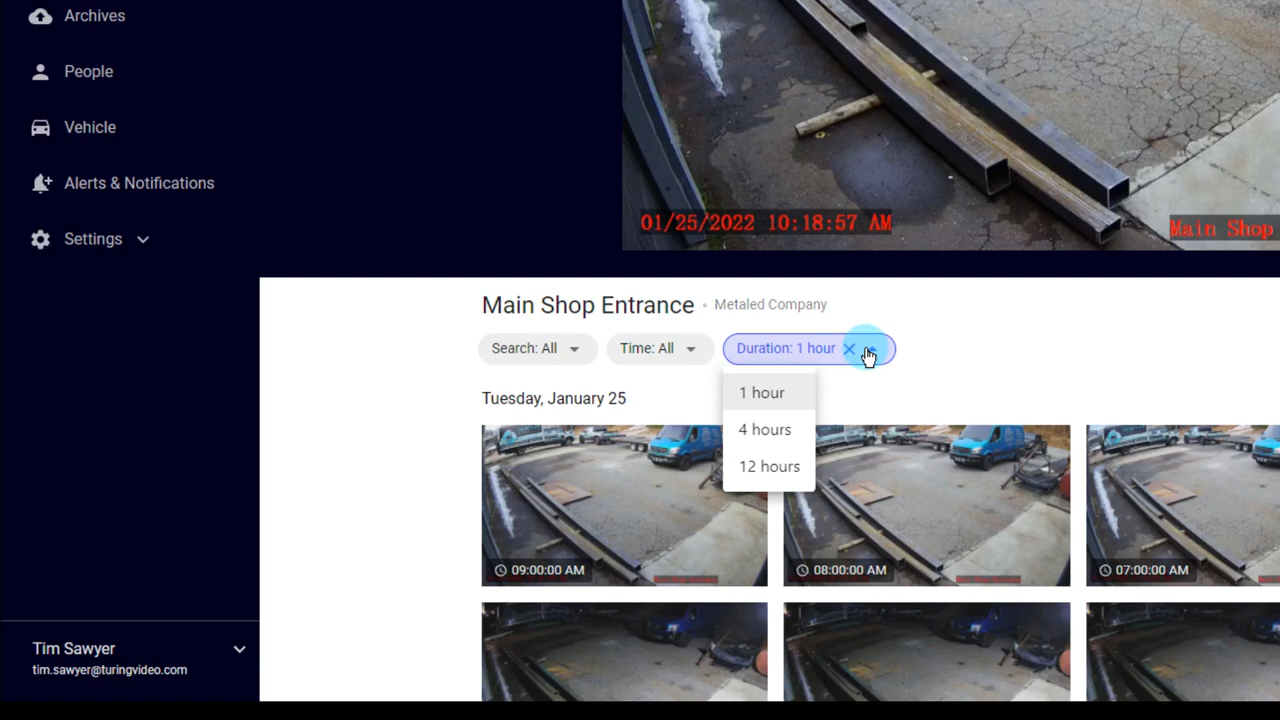 Archives
People
Vehicle
Alerts & Notifications
Settings
01/25/2022 10:18:57 AM
Main Shop
Main Shop Entrance • Metaled Company
Search: All Time: All Duration: 1 hour
1 hour
4 hours
12 hours
Tuesday, January 25
09:00:00 AM 08:00:00 AM 07:00:00 AM
Tim Sawyer
tim.sawyer@turingvideo.com